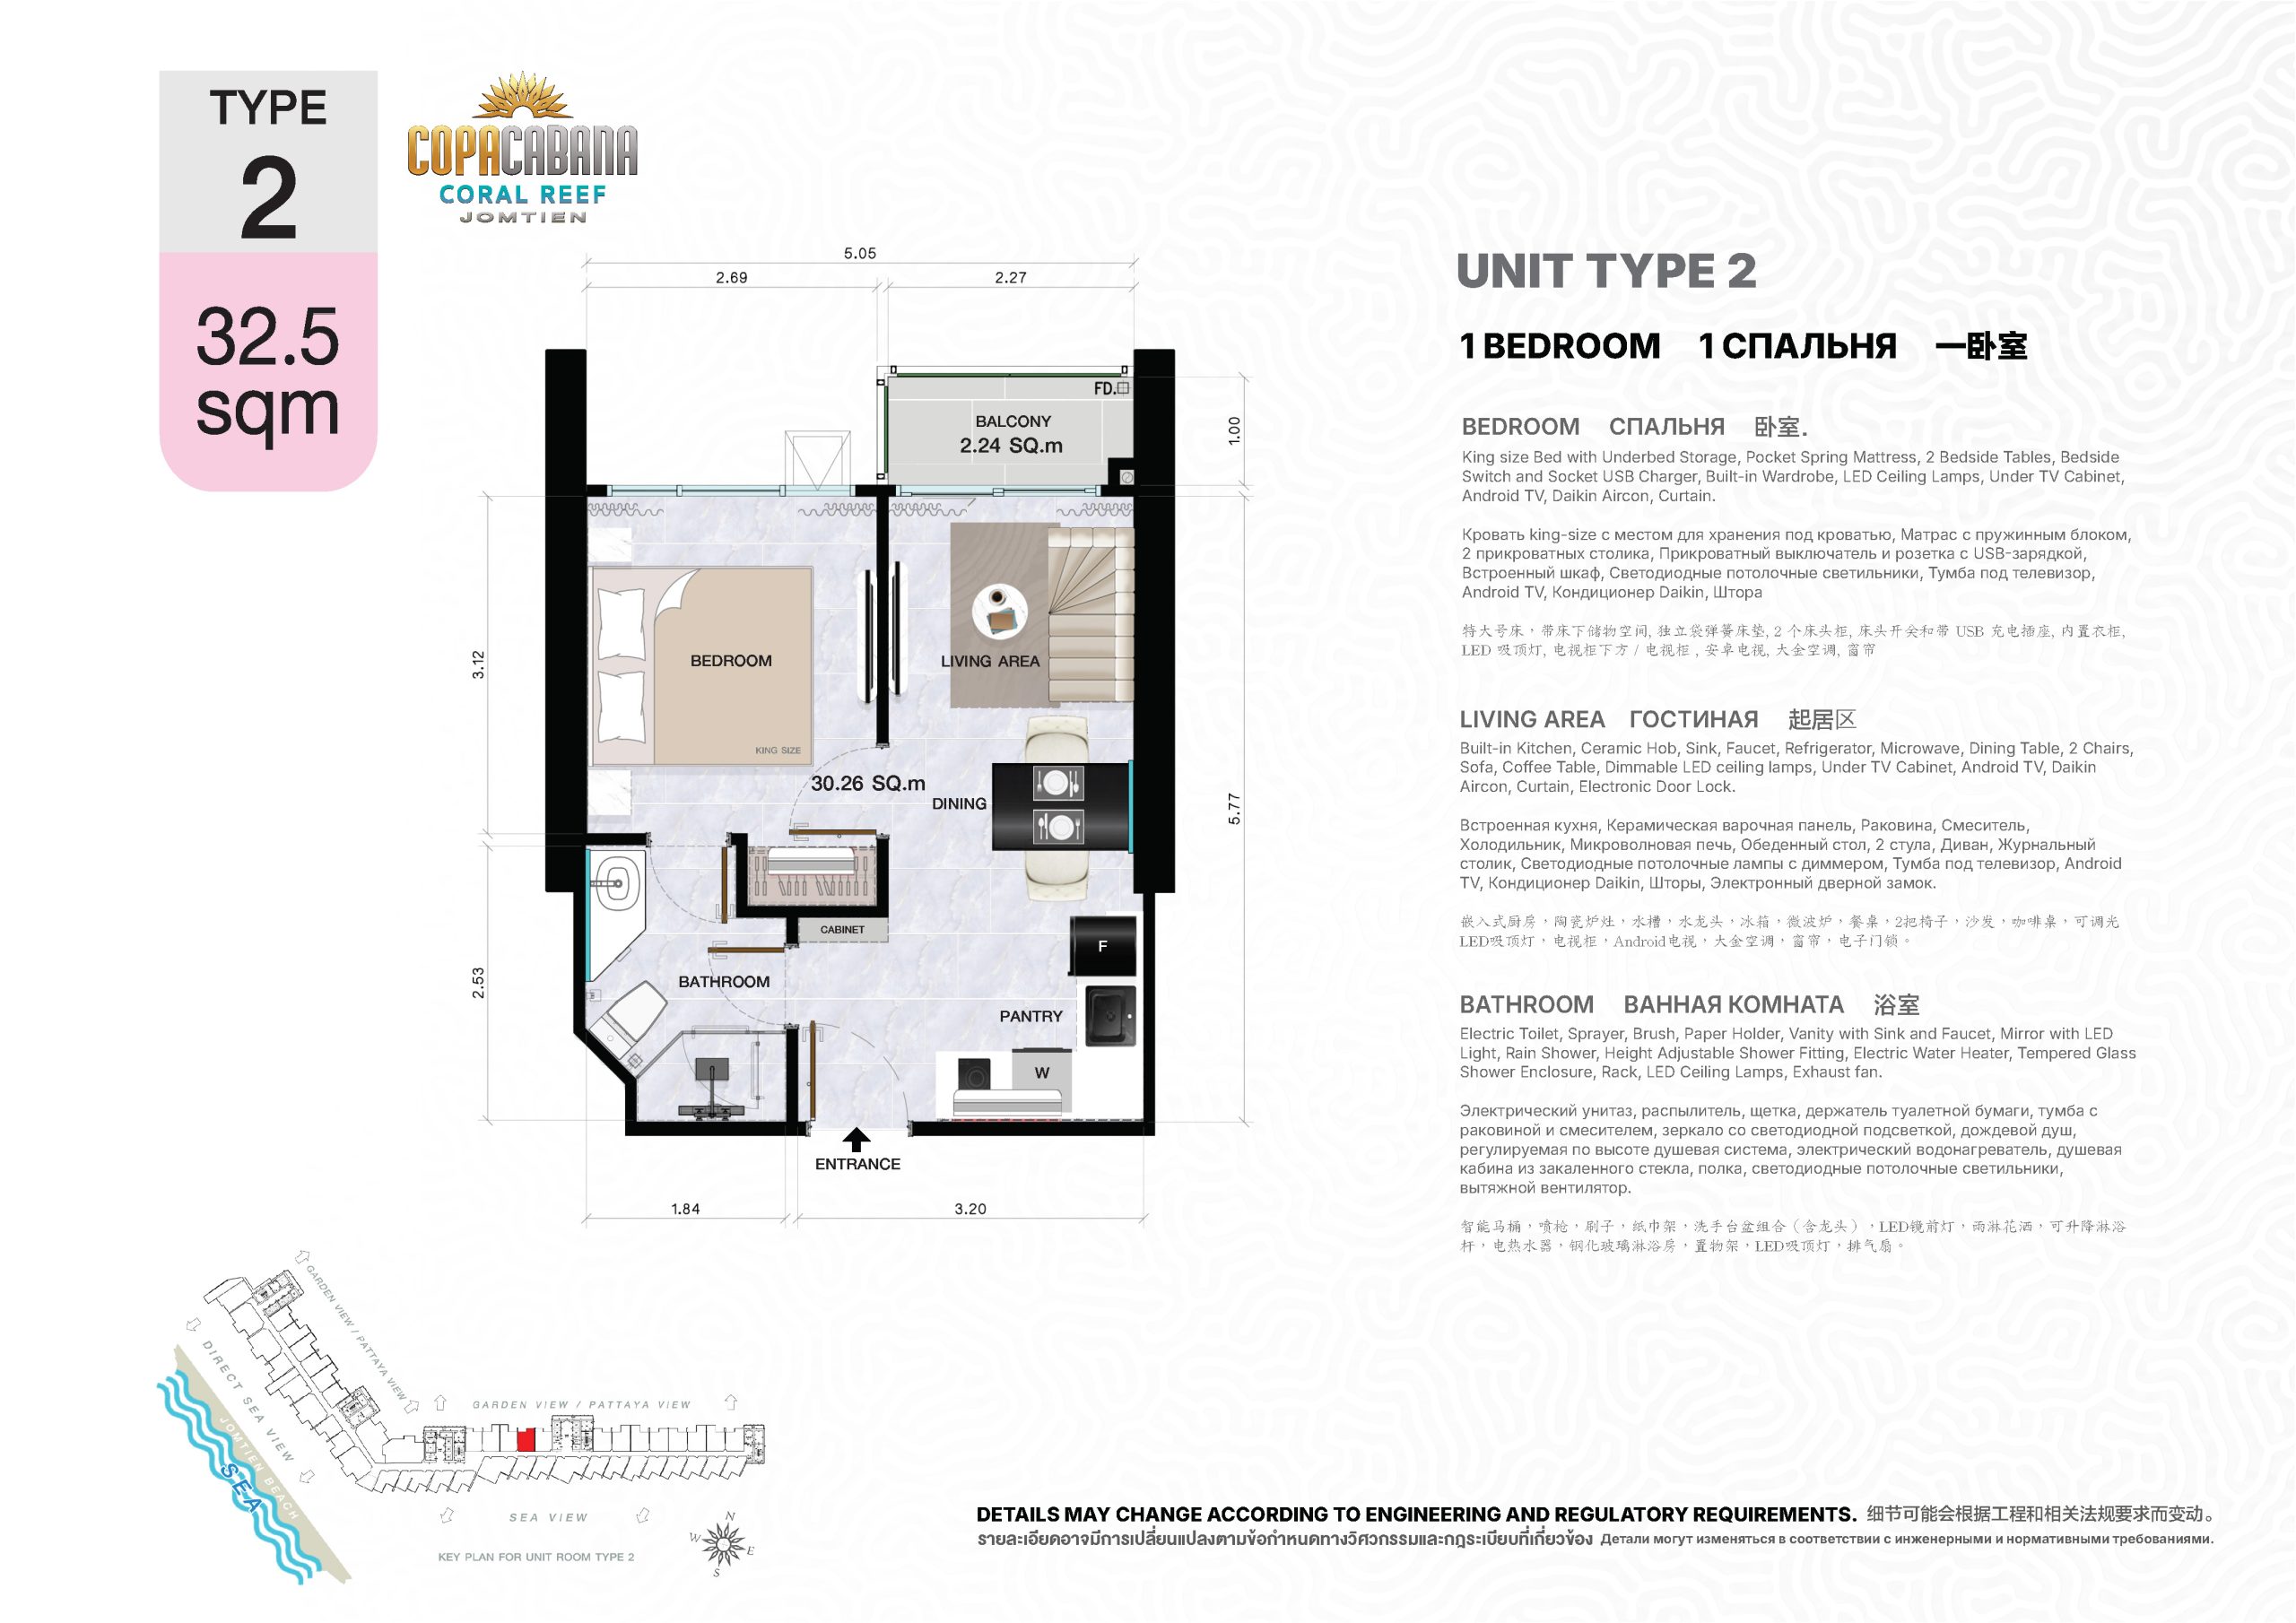 TYPE
2
32.5
sqm
COPACABANA
CORAL REEF
JOMTIEN
5.05
2.69
2.27
FD.
BALCONY
2.24 SQ.m
1.00
3.12
BEDROOM
KING SIZE
LIVING AREA
30.26 SQ.m
DINING
5.77
CABINET
F
2.53
BATHROOM
PANTRY
W
ENTRANCE
1.84
3.20
UNIT TYPE 2
1 BEDROOM 1 СПАЛЬНЯ 一卧室
BEDROOM СПАЛЬНЯ 卧室.
King size Bed with Underbed Storage, Pocket Spring Mattress, 2 Bedside Tables, Bedside
Switch and Socket USB Charger, Built-in Wardrobe, LED Ceiling Lamps, Under TV Cabinet,
Android TV, Daikin Aircon, Curtain.
Кровать king-size с местом для хранения под кроватью, Матрас с пружинным блоком,
2 прикроватных столика, Прикроватный выключатель и розетка с USB-зарядкой,
Встроенный шкаф, Светодиодные потолочные светильники, Тумба под телевизор,
Android TV, Кондиционер Daikin, Штора
特大号床，带床下储物空间, 独立袋弹簧床垫, 2 个床头柜, 床头开关和带 USB 充电插座, 内置衣柜,
LED 吸顶灯, 电视柜下方 / 电视柜 , 安卓电视, 大金空调, 窗帘
LIVING AREA ГОСТИНАЯ 起居区
Built-in Kitchen, Ceramic Hob, Sink, Faucet, Refrigerator, Microwave, Dining Table, 2 Chairs,
Sofa, Coffee Table, Dimmable LED ceiling lamps, Under TV Cabinet, Android TV, Daikin
Aircon, Curtain, Electronic Door Lock.
Встроенная кухня, Керамическая варочная панель, Раковина, Смеситель,
Холодильник, Микроволновая печь, Обеденный стол, 2 стула, Диван, Журнальный
столик, Светодиодные потолочные лампы с диммером, Тумба под телевизор, Android
TV, Кондиционер Daikin, Шторы, Электронный дверной замок.
嵌入式厨房，陶瓷炉灶，水槽，水龙头，冰箱，微波炉，餐桌，2把椅子，沙发，咖啡桌，可调光
LED吸顶灯，电视柜，Android电视，大金空调，窗帘，电子门锁。
BATHROOM ВАННАЯ КОМНАТА 浴室
Electric Toilet, Sprayer, Brush, Paper Holder, Vanity with Sink and Faucet, Mirror with LED
Light, Rain Shower, Height Adjustable Shower Fitting, Electric Water Heater, Tempered Glass
Shower Enclosure, Rack, LED Ceiling Lamps, Exhaust fan.
Электрический унитаз, распылитель, щетка, держатель туалетной бумаги, тумба с
раковиной и смесителем, зеркало со светодиодной подсветкой, дождевой душ,
регулируемая по высоте душевая система, электрический водонагреватель, душевая
кабина из закаленного стекла, полка, светодиодные потолочные светильники,
вытяжной вентилятор.
智能马桶，喷枪，刷子，纸巾架，洗手台盆组合（含龙头），LED镜前灯，雨淋花洒，可升降淋浴
杆，电热水器，钢化玻璃淋浴房，置物架，LED吸顶灯，排气扇。
GARDEN VIEW / PATTAYA VIEW
DIRECT SEA VIEW
JOMTIEN BEACH
SEA
GARDEN VIEW / PATTAYA VIEW
SEA VIEW
KEY PLAN FOR UNIT ROOM TYPE 2
N
W
E
S
DETAILS MAY CHANGE ACCORDING TO ENGINEERING AND REGULATORY REQUIREMENTS. 细节可能会根据工程和相关法规要求而变动。
รายละเอียดอาจมีการเปลี่ยนแปลงตามข้อกำหนดทางวิศวกรรมและกฎระเบียบที่เกี่ยวข้อง Детали могут изменяться в соответствии с инженерными и нормативными требованиями.